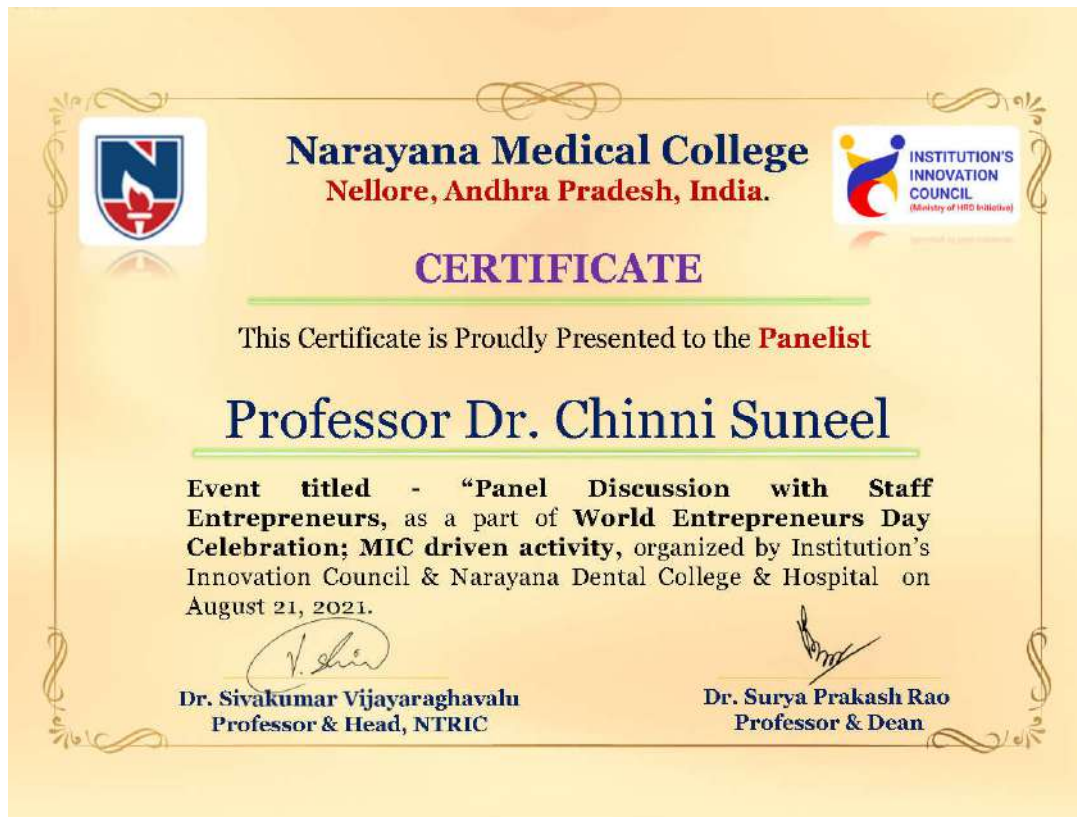 Narayana Medical College
Nellore, Andhra Pradesh, India.
INSTITUTION'S
INNOVATION
COUNCIL
(Ministry of HRD Initiative)
CERTIFICATE
This Certificate is Proudly Presented to the Panelist
Professor Dr. Chinni Suneel
Event titled - “Panel Discussion with Staff
Entrepreneurs, as a part of World Entrepreneurs Day
Celebration; MIC driven activity, organized by Institution's
Innovation Council & Narayana Dental College & Hospital on
August 21, 2021.
Dr. Sivakumar Vijayaraghavalu
Professor & Head, NTRIC
Dr. Surya Prakash Rao
Professor & Dean